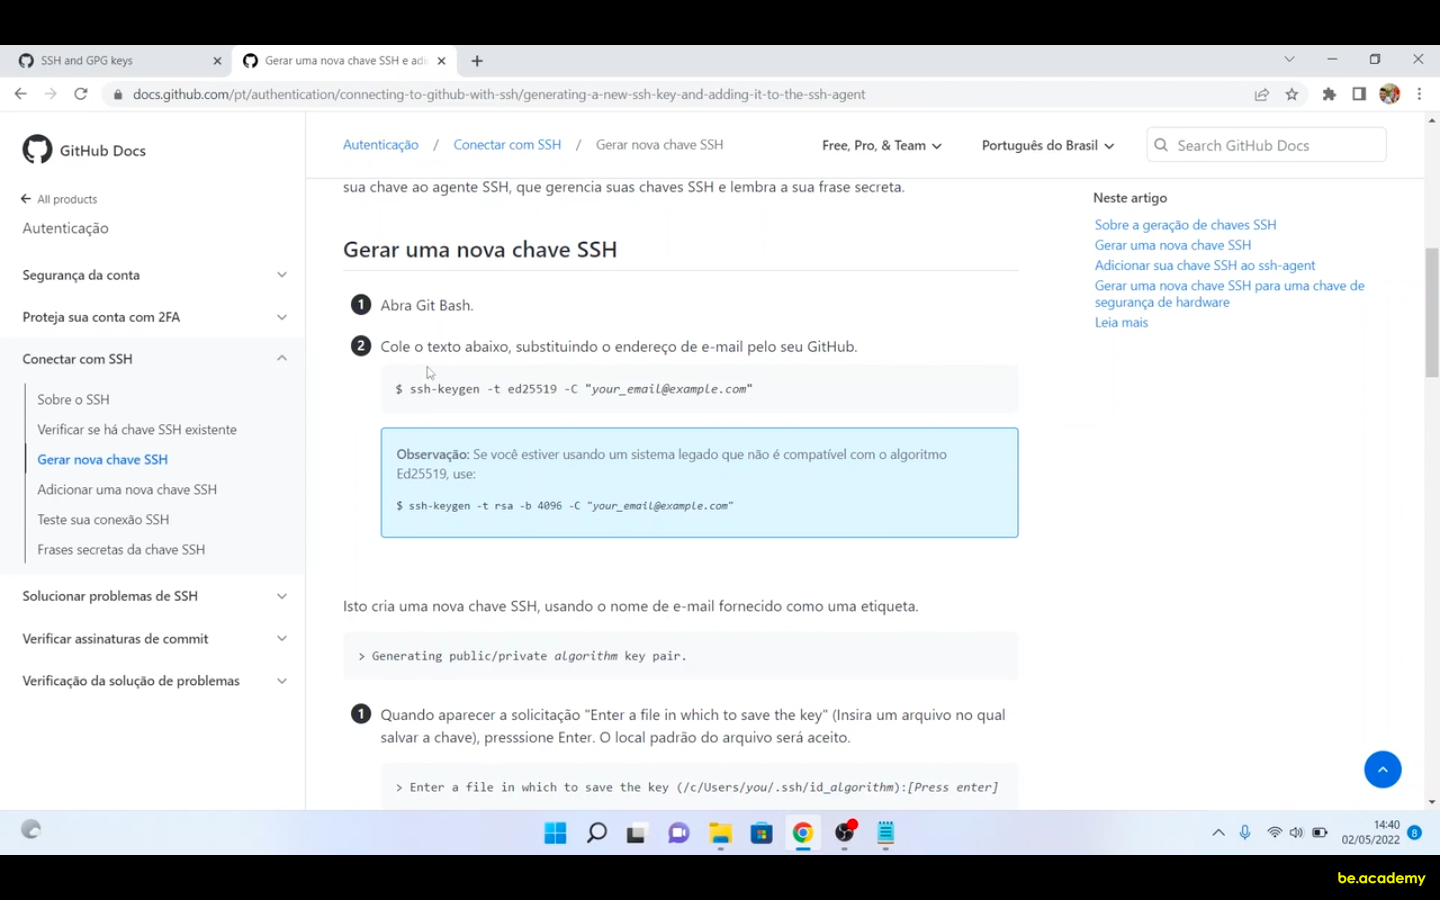 SSH and GPG keys
Gerar uma nova chave SSH e adi
docs.github.com/pt/authentication/connecting-to-github-with-ssh/generating-a-new-ssh-key-and-adding-it-to-the-ssh-agent
GitHub Docs
Autenticação / Conectar com SSH / Gerar nova chave SSH
Free, Pro, & Team
Português do Brasil
Search GitHub Docs
All products
Autenticação
Segurança da conta
Proteja sua conta com 2FA
Conectar com SSH
Sobre o SSH
Verificar se há chave SSH existente
Gerar nova chave SSH
Adicionar uma nova chave SSH
Teste sua conexão SSH
Frases secretas da chave SSH
Solucionar problemas de SSH
Verificar assinaturas de commit
Verificação da solução de problemas
sua chave ao agente SSH, que gerencia suas chaves SSH e lembra a sua frase secreta.
Gerar uma nova chave SSH
1 Abra Git Bash.
2 Cole o texto abaixo, substituindo o endereço de e-mail pelo seu GitHub.
$ ssh-keygen -t ed25519 -C "your_email@example.com"
Observação: Se você estiver usando um sistema legado que não é compatível com o algoritmo
Ed25519, use:
$ ssh-keygen -t rsa -b 4096 -C "your_email@example.com"
Isto cria uma nova chave SSH, usando o nome de e-mail fornecido como uma etiqueta.
> Generating public/private algorithm key pair.
1 Quando aparecer a solicitação "Enter a file in which to save the key" (Insira um arquivo no qual
salvar a chave), presssione Enter. O local padrão do arquivo será aceito.
> Enter a file in which to save the key (/c/Users/you/.ssh/id_algorithm):[Press enter]
Neste artigo
Sobre a geração de chaves SSH
Gerar uma nova chave SSH
Adicionar sua chave SSH ao ssh-agent
Gerar uma nova chave SSH para uma chave de
segurança de hardware
Leia mais
14:40
02/05/2022
8
be.academy